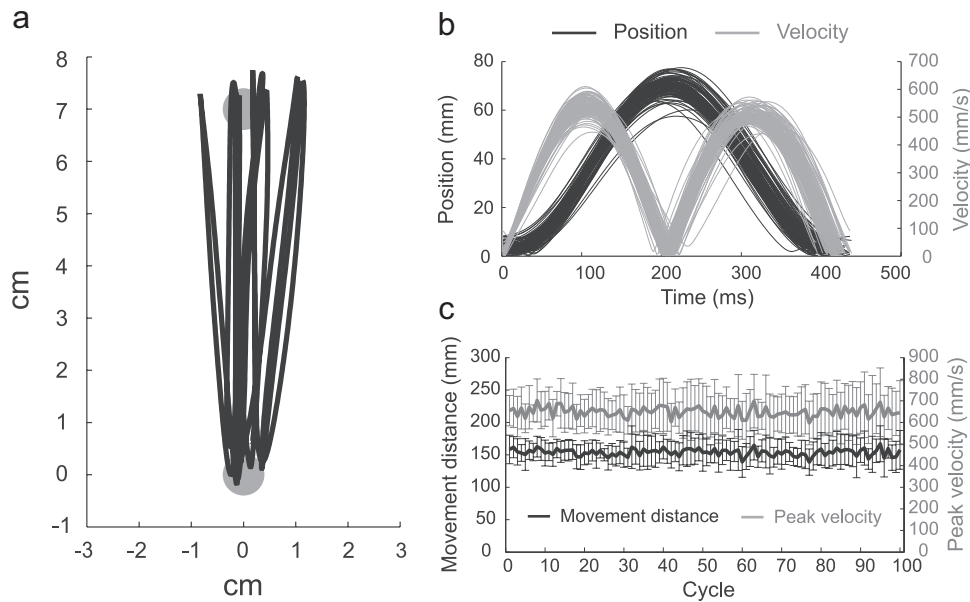 a
8
7
6
5
4
3
2
1
0
-1
cm
-3 -2 -1 0 1 2 3
cm
b
Position Velocity
80
60
40
20
0
Position (mm)
700
600
500
400
300
200
100
0
Velocity (mm/s)
0 100 200 300 400 500
Time (ms)
c
300
250
200
150
100
50
0
Movement distance (mm)
900
800
700
600
500
400
300
200
100
0
Peak velocity (mm/s)
Movement distance Peak velocity
0 10 20 30 40 50 60 70 80 90 100
Cycle